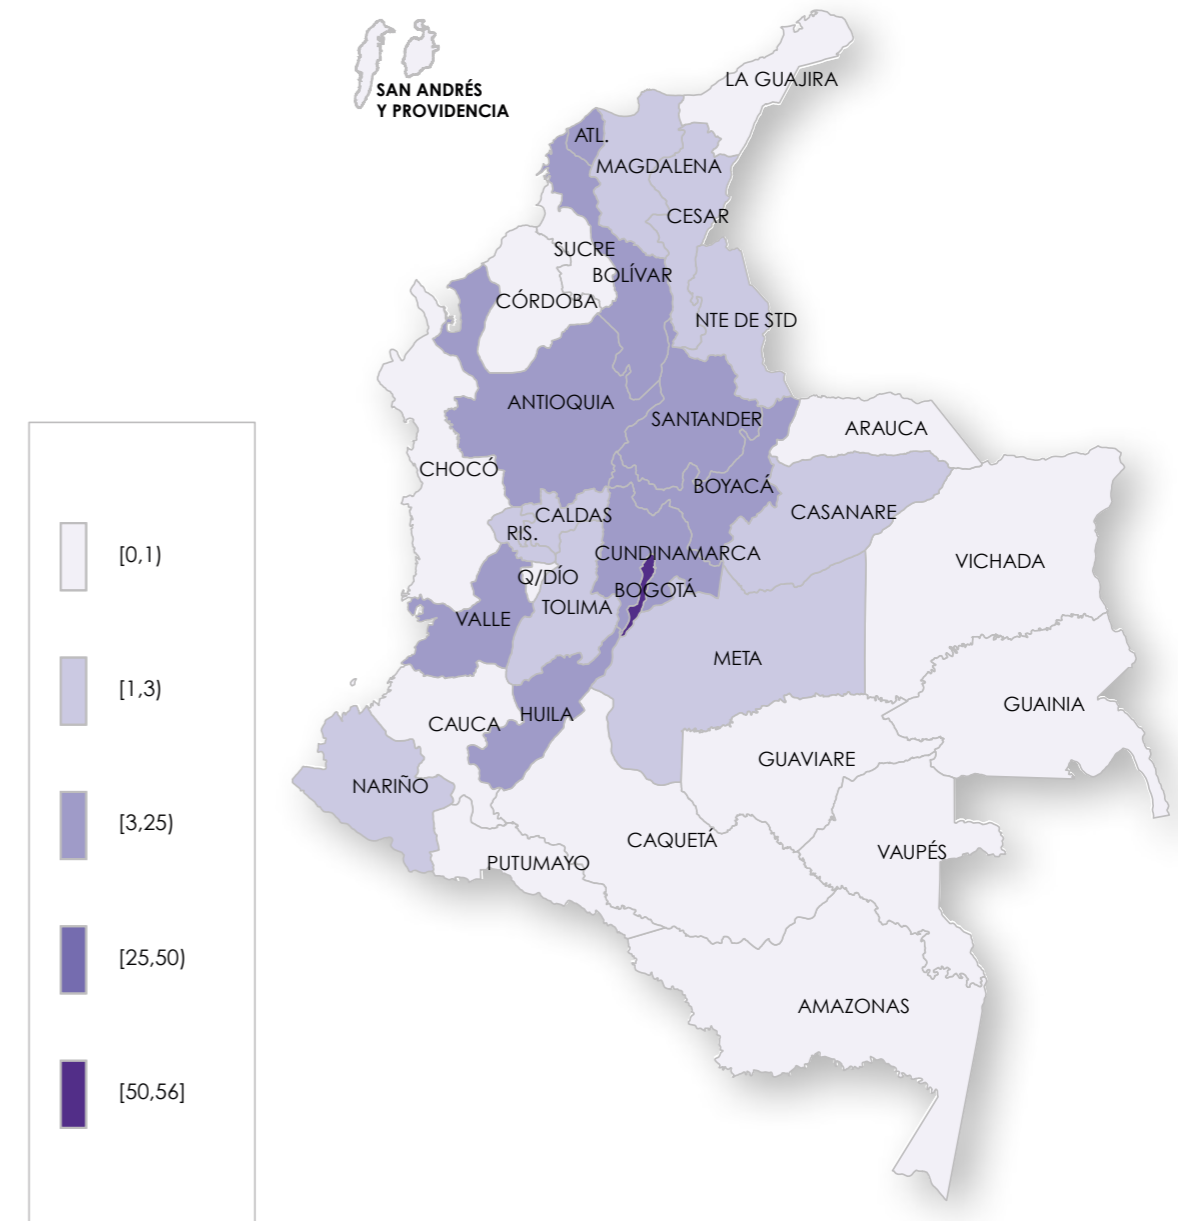 SAN ANDRÉS
Y PROVIDENCIA
LA GUAJIRA
ATL.
MAGDALENA
CESAR
SUCRE
BOLÍVAR
CÓRDOBA
NTE DE STD
ANTIOQUIA
SANTANDER
ARAUCA
CHOCÓ
BOYACÁ
CASANARE
CALDAS
RIS.
CUNDINAMARCA
VICHADA
Q/DÍO
BOGOTÁ
TOLIMA
VALLE
META
GUAINIA
HUILA
CAUCA
GUAVIARE
NARIÑO
CAQUETÁ
VAUPÉS
PUTUMAYO
AMAZONAS
[0,1)
[1,3)
[3,25)
[25,50)
[50,56]